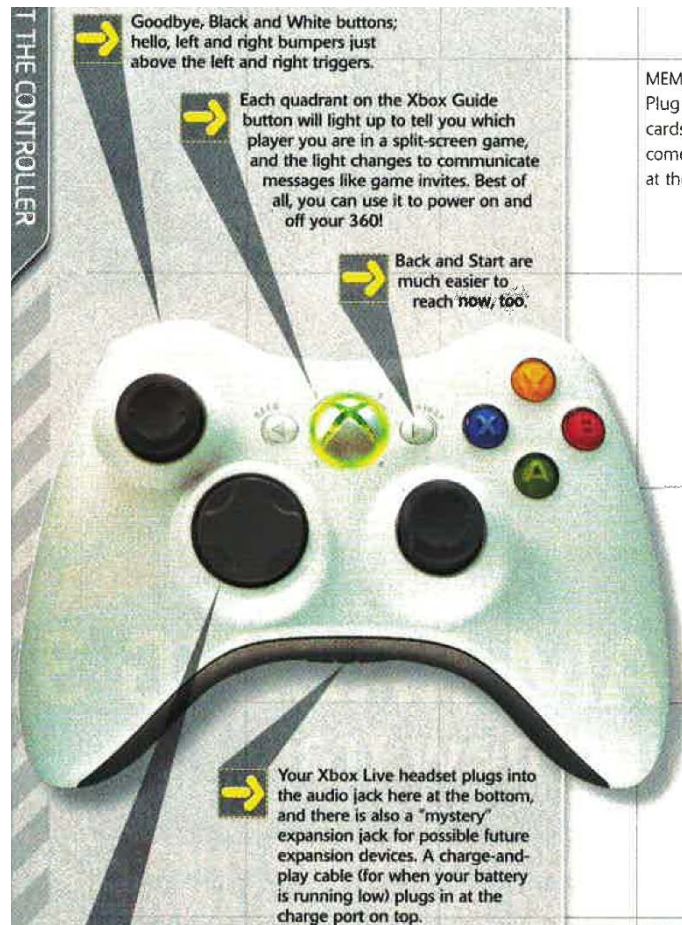 T THE CONTROLLER
Goodbye, Black and White buttons;
hello, left and right bumpers just
above the left and right triggers.
Each quadrant on the Xbox Guide
button will light up to tell you which
player you are in a split-screen game,
and the light changes to communicate
messages like game invites. Best of
all, you can use it to power on and
off your 360!
Back and Start are
much easier to
reach now, too.
MEM
Plug
cards
come
at th
BACK
START
Y
X
B
A
Your Xbox Live headset plugs into
the audio jack here at the bottom,
and there is also a "mystery"
expansion jack for possible future
expansion devices. A charge-and-
play cable (for when your battery
is running low) plugs in at the
charge port on top.